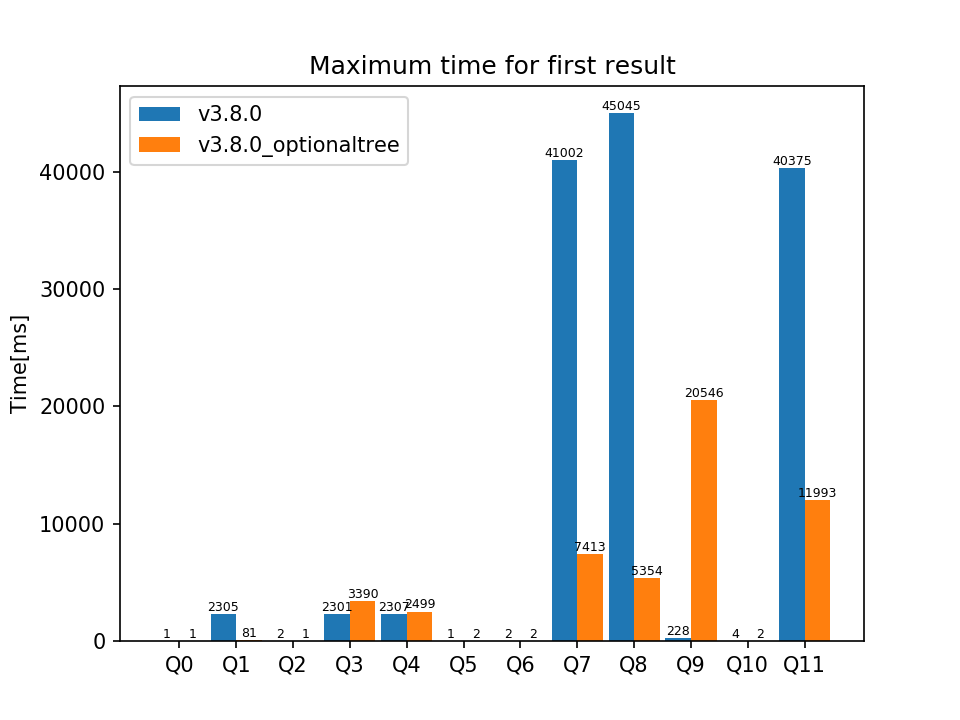 Maximum time for first result
v3.8.0
v3.8.0_optionaltree
Time[ms]
40000
30000
20000
10000
0
1 1 2305 81 2 1 2301 3390 2307 2499 1 2 2 2 41002 7413 45045 5354 228 20546 4 2 40375 11993
Q0 Q1 Q2 Q3 Q4 Q5 Q6 Q7 Q8 Q9 Q10 Q11